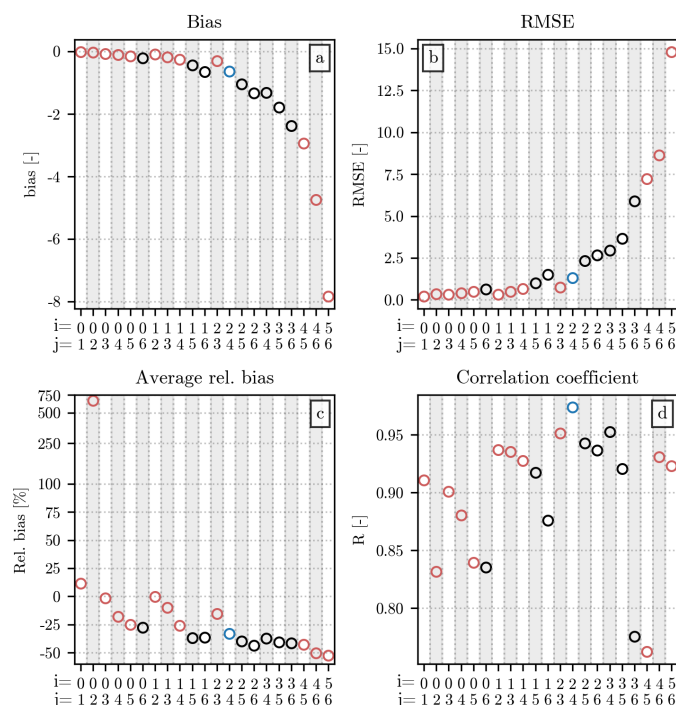 Bias
a
0
-2
-4
-6
-8
bias [-]
i= 0 0 0 0 0 0 1 1 1 1 1 2 2 2 2 3 3 3 4 4 5
j= 1 2 3 4 5 6 2 3 4 5 6 3 4 5 6 4 5 6 5 6 6
RMSE
b
15.0
12.5
10.0
7.5
5.0
2.5
0.0
RMSE [-]
i= 0 0 0 0 0 0 1 1 1 1 1 2 2 2 2 3 3 3 4 4 5
j= 1 2 3 4 5 6 2 3 4 5 6 3 4 5 6 4 5 6 5 6 6
Average rel. bias
c
750
500
250
100
75
50
25
0
-25
-50
Rel. bias [%]
i= 0 0 0 0 0 0 1 1 1 1 1 2 2 2 2 3 3 3 4 4 5
j= 1 2 3 4 5 6 2 3 4 5 6 3 4 5 6 4 5 6 5 6 6
Correlation coefficient
d
0.95
0.90
0.85
0.80
R [-]
i= 0 0 0 0 0 0 1 1 1 1 1 2 2 2 2 3 3 3 4 4 5
j= 1 2 3 4 5 6 2 3 4 5 6 3 4 5 6 4 5 6 5 6 6